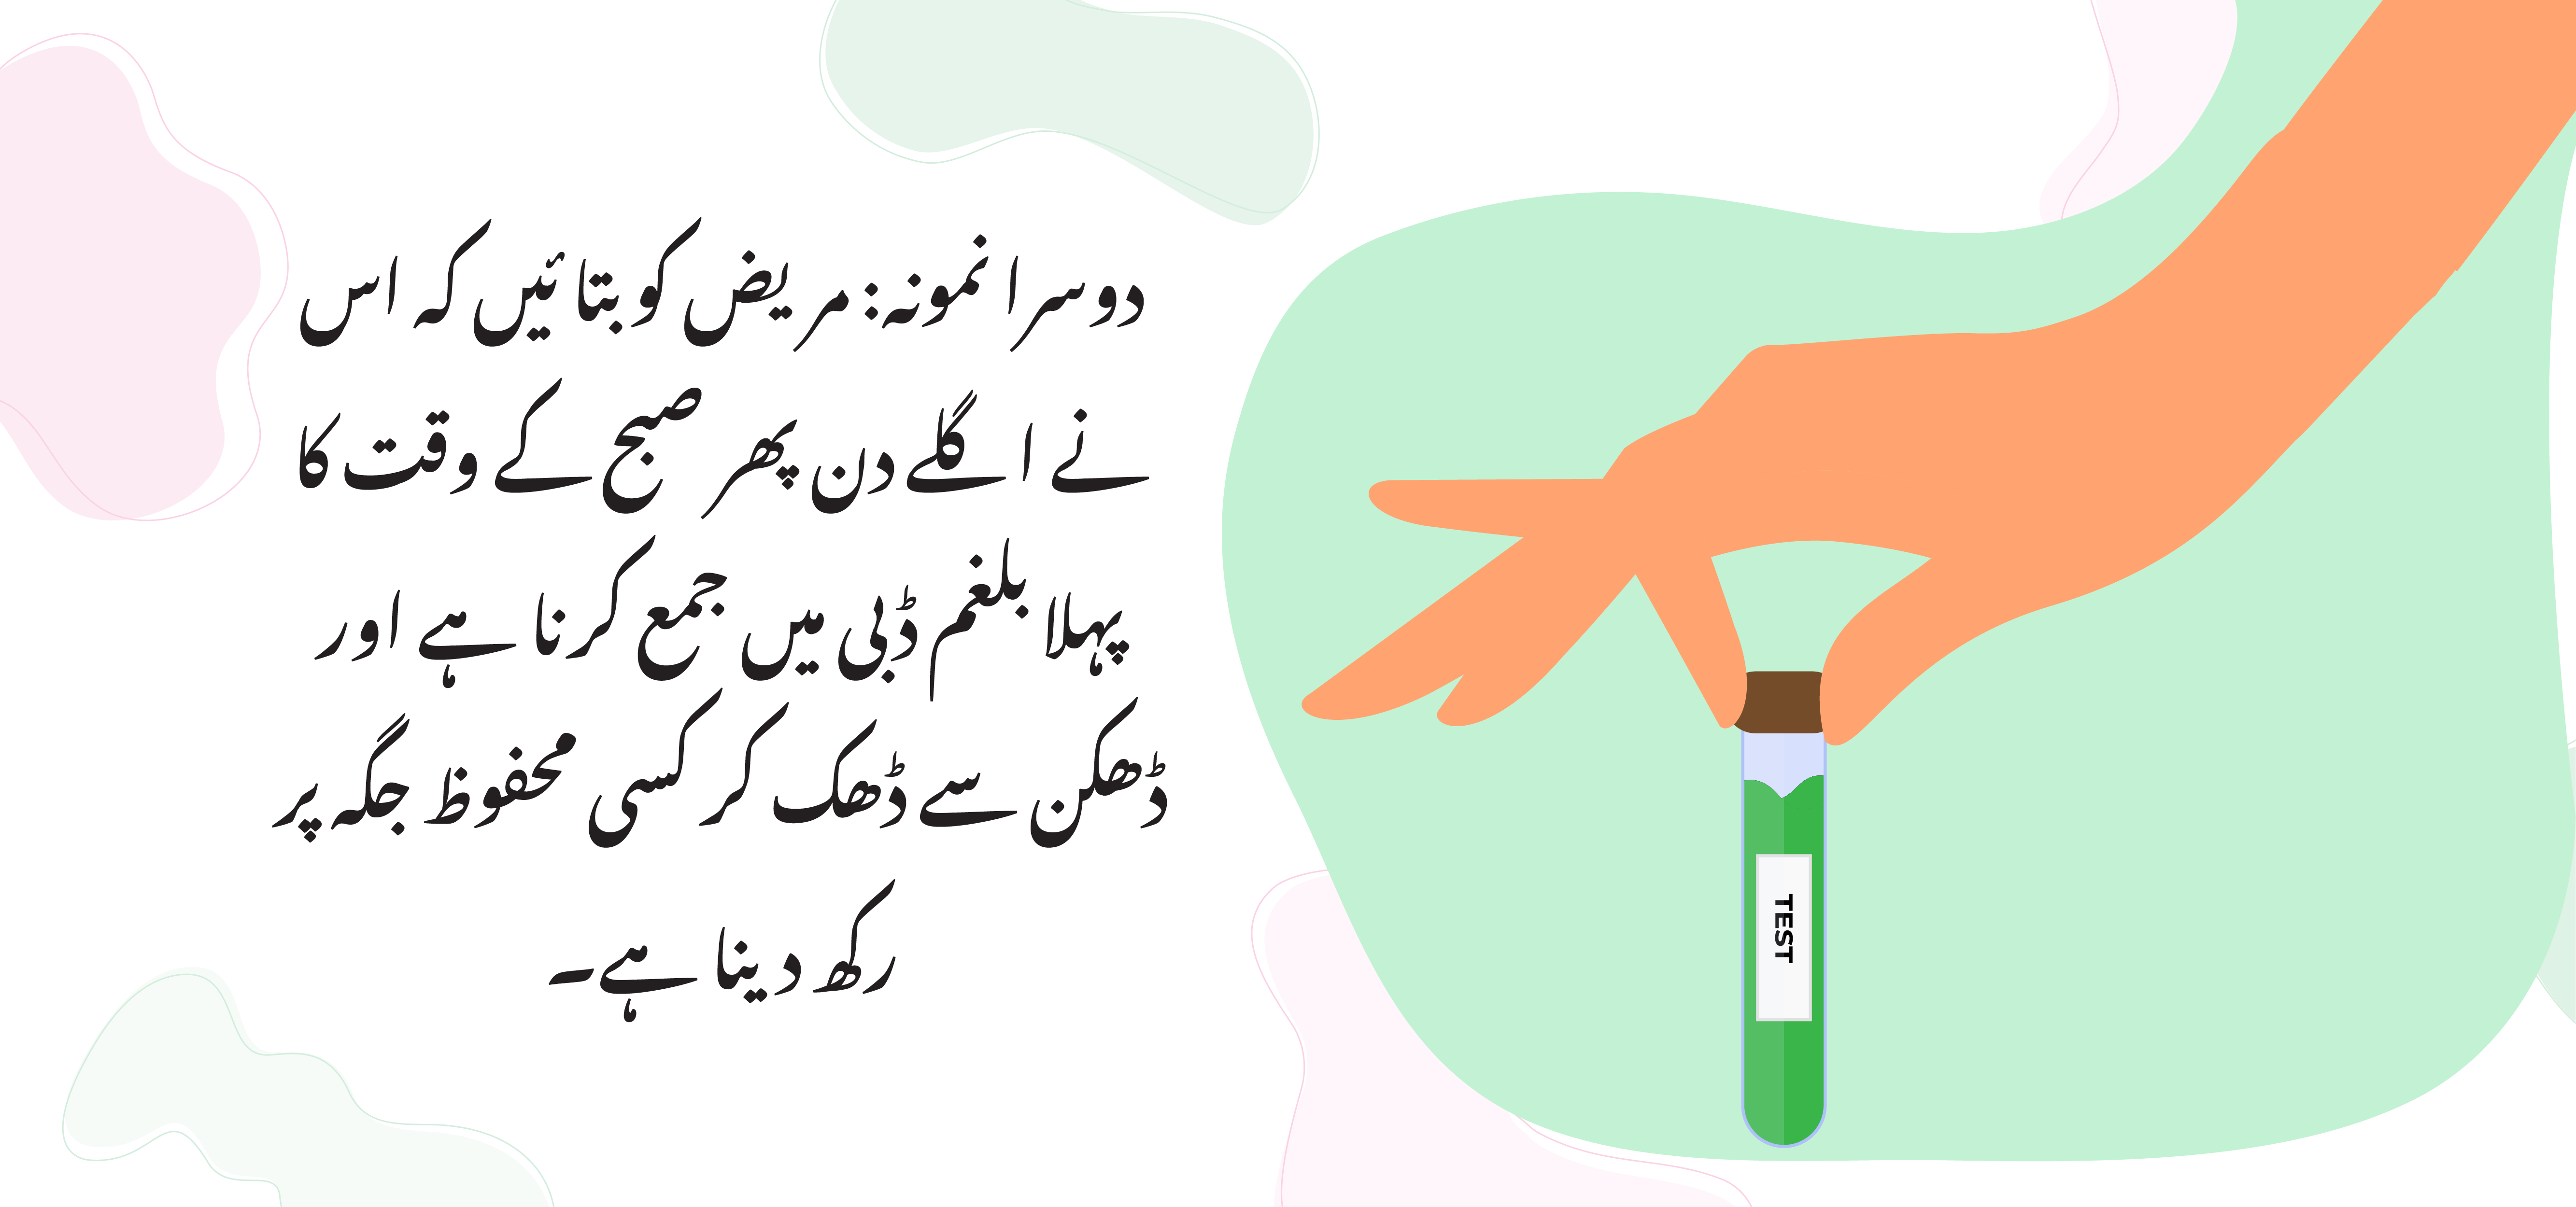 دوسرا نمونہ: مریض کو بتائیں کہ اس
نے اگلے دن پھر صبح کے وقت کا
پہلا بلغم ڈبی میں جمع کرنا ہے اور
ڈھکن سے ڈھک کر کسی محفوظ جگہ پر
رکھ دینا ہے۔
TEST